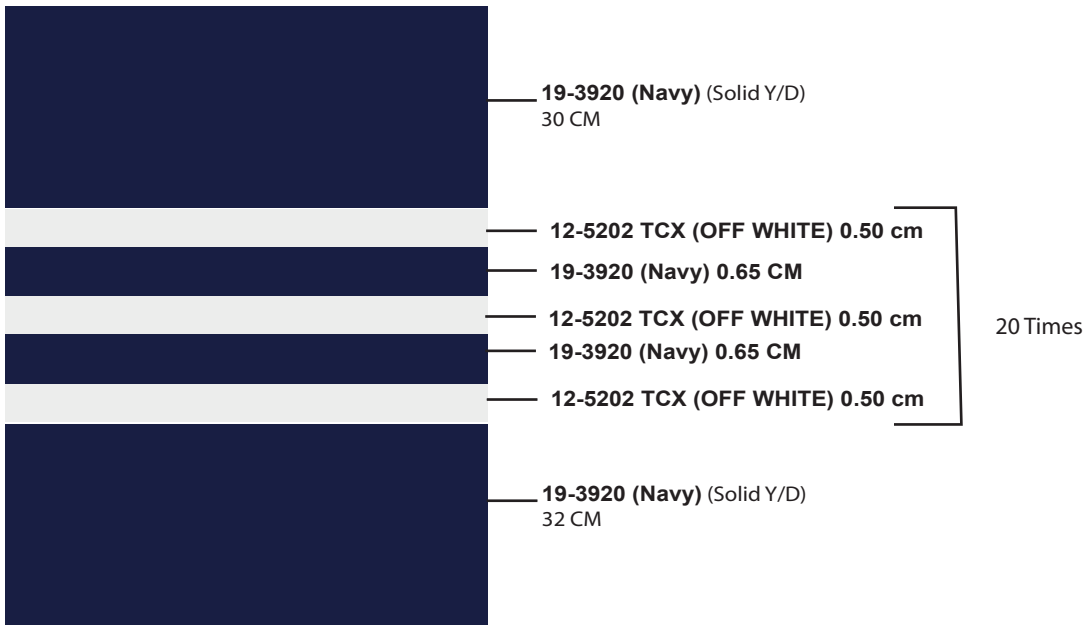 19-3920 (Navy) (Solid Y/D)
30 CM
12-5202 TCX (OFF WHITE) 0.50 cm
19-3920 (Navy) 0.65 CM
12-5202 TCX (OFF WHITE) 0.50 cm
20 Times
19-3920 (Navy) 0.65 CM
12-5202 TCX (OFF WHITE) 0.50 cm
19-3920 (Navy) (Solid Y/D)
32 CM